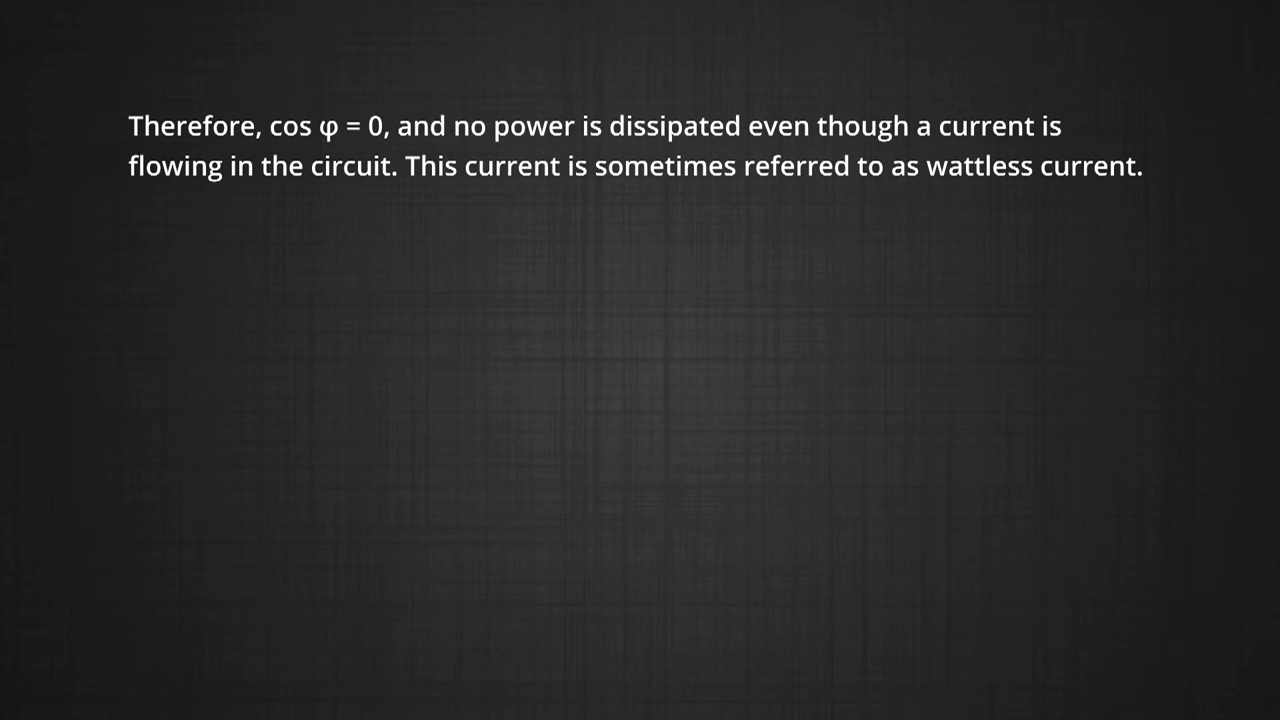 Therefore, cos φ = 0, and no power is dissipated even though a current is
flowing in the circuit. This current is sometimes referred to as wattless current.